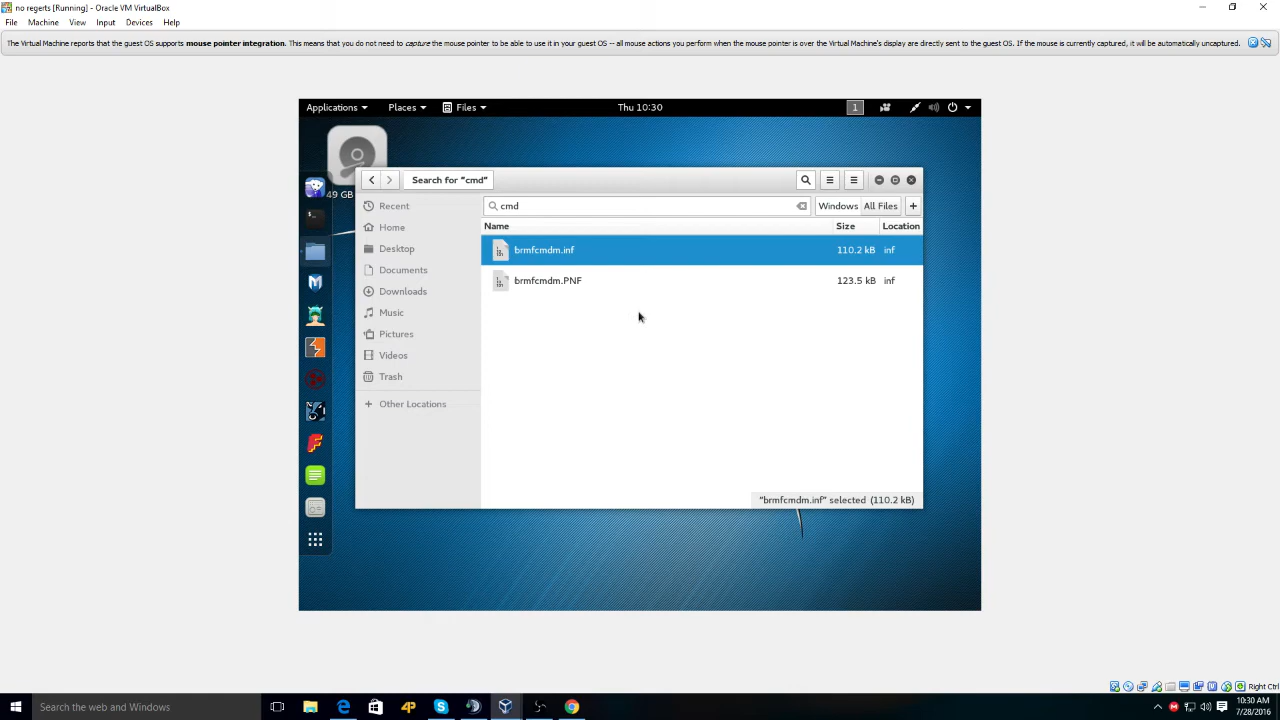 no regerts [Running] - Oracle VM VirtualBox
File Machine View Input Devices Help
The Virtual Machine reports that the guest OS supports mouse pointer integration. This means that you do not need to capture the mouse pointer to be able to use it in your guest OS -- all mouse actions you perform when the mouse pointer is over the Virtual Machine's display are directly sent to the guest OS. If the mouse is currently captured, it will be automatically uncaptured.
Applications Places Files Thu 10:30 1
49 GB
Search for "cmd"
cmd Windows All Files +
Name Size Location
brmfcmdm.inf 110.2 kB inf
brmfcmdm.PNF 123.5 kB inf
Recent
Home
Desktop
Documents
Downloads
Music
Pictures
Videos
Trash
+ Other Locations
"brmfcmdm.inf" selected (110.2 kB)
Right Ctrl
Search the web and Windows
10:30 AM
7/28/2016